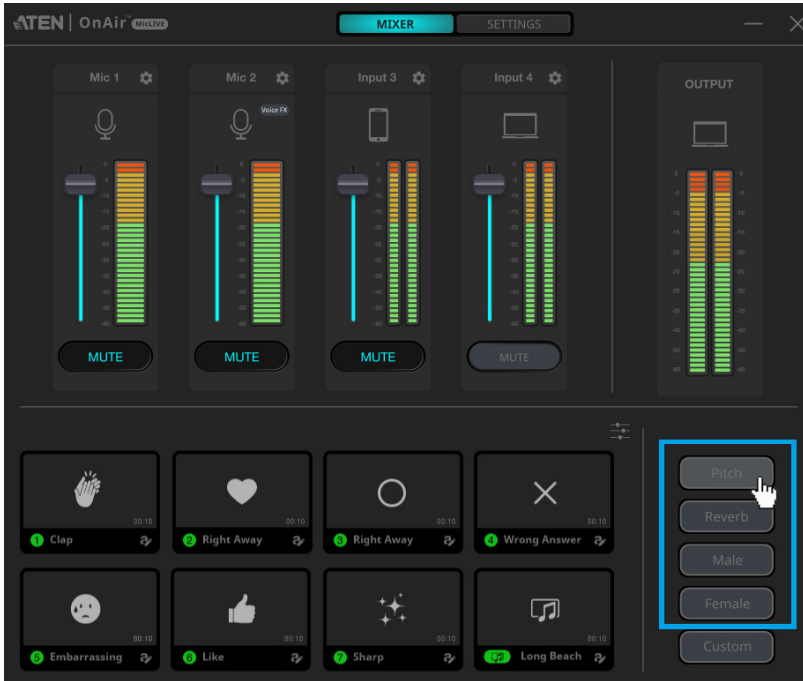 ATEN | OnAir™ MicLIVE
MIXER
SETTINGS
Mic 1
Mic 2
Input 3
Input 4
OUTPUT
Voice FX
MUTE
MUTE
MUTE
MUTE
00:10
1 Clap
00:10
2 Right Away
00:10
3 Right Away
00:10
4 Wrong Answer
00:10
5 Embarrassing
00:10
6 Like
00:10
7 Sharp
00:10
Long Beach
Pitch
Reverb
Male
Female
Custom